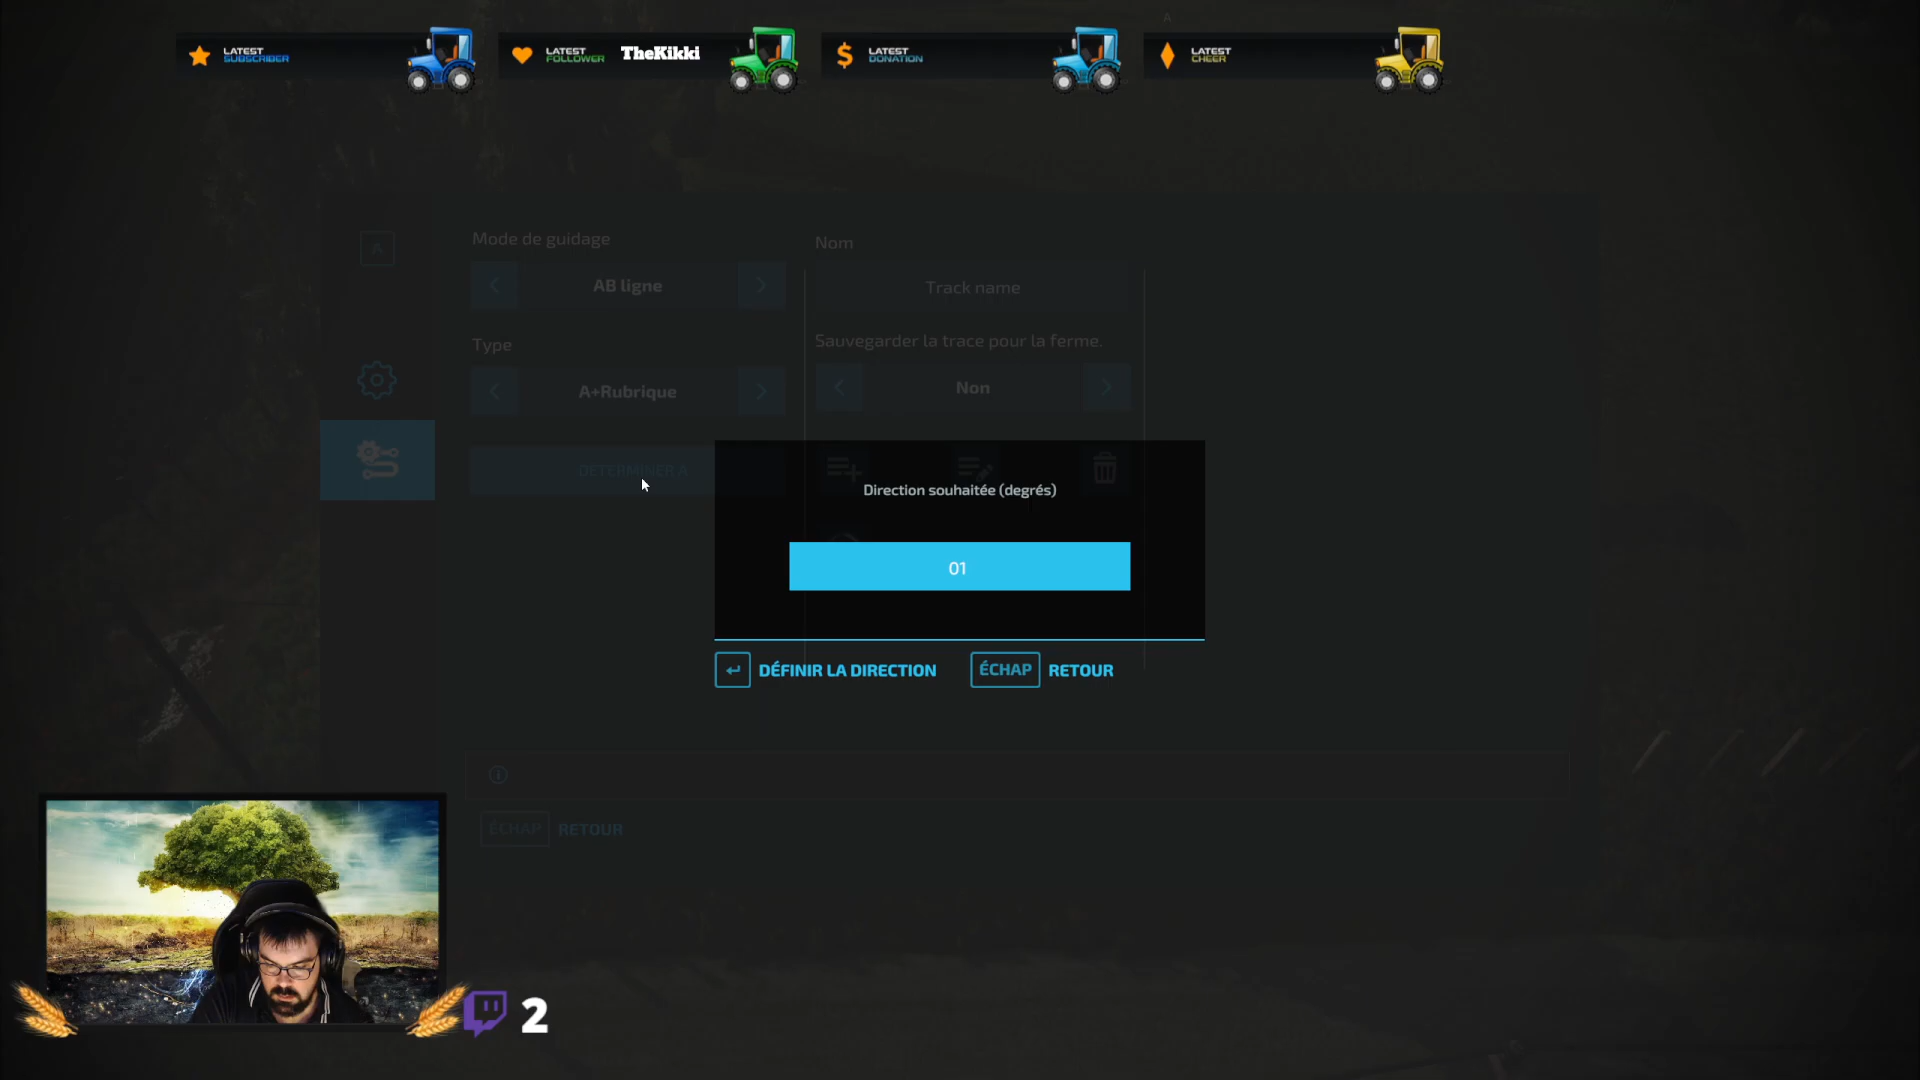 LATEST
SUBSCRIBER
LATEST
FOLLOWER
TheKikki
LATEST
DONATION
LATEST
CHEER
A
Mode de guidage
AB ligne
Type
A+Rubrique
DETERMINER A
Nom
Track name
Sauvegarder la trace pour la ferme.
Non
Direction souhaitée (degrés)
01
DÉFINIR LA DIRECTION
ÉCHAP RETOUR
ÉCHAP RETOUR
2